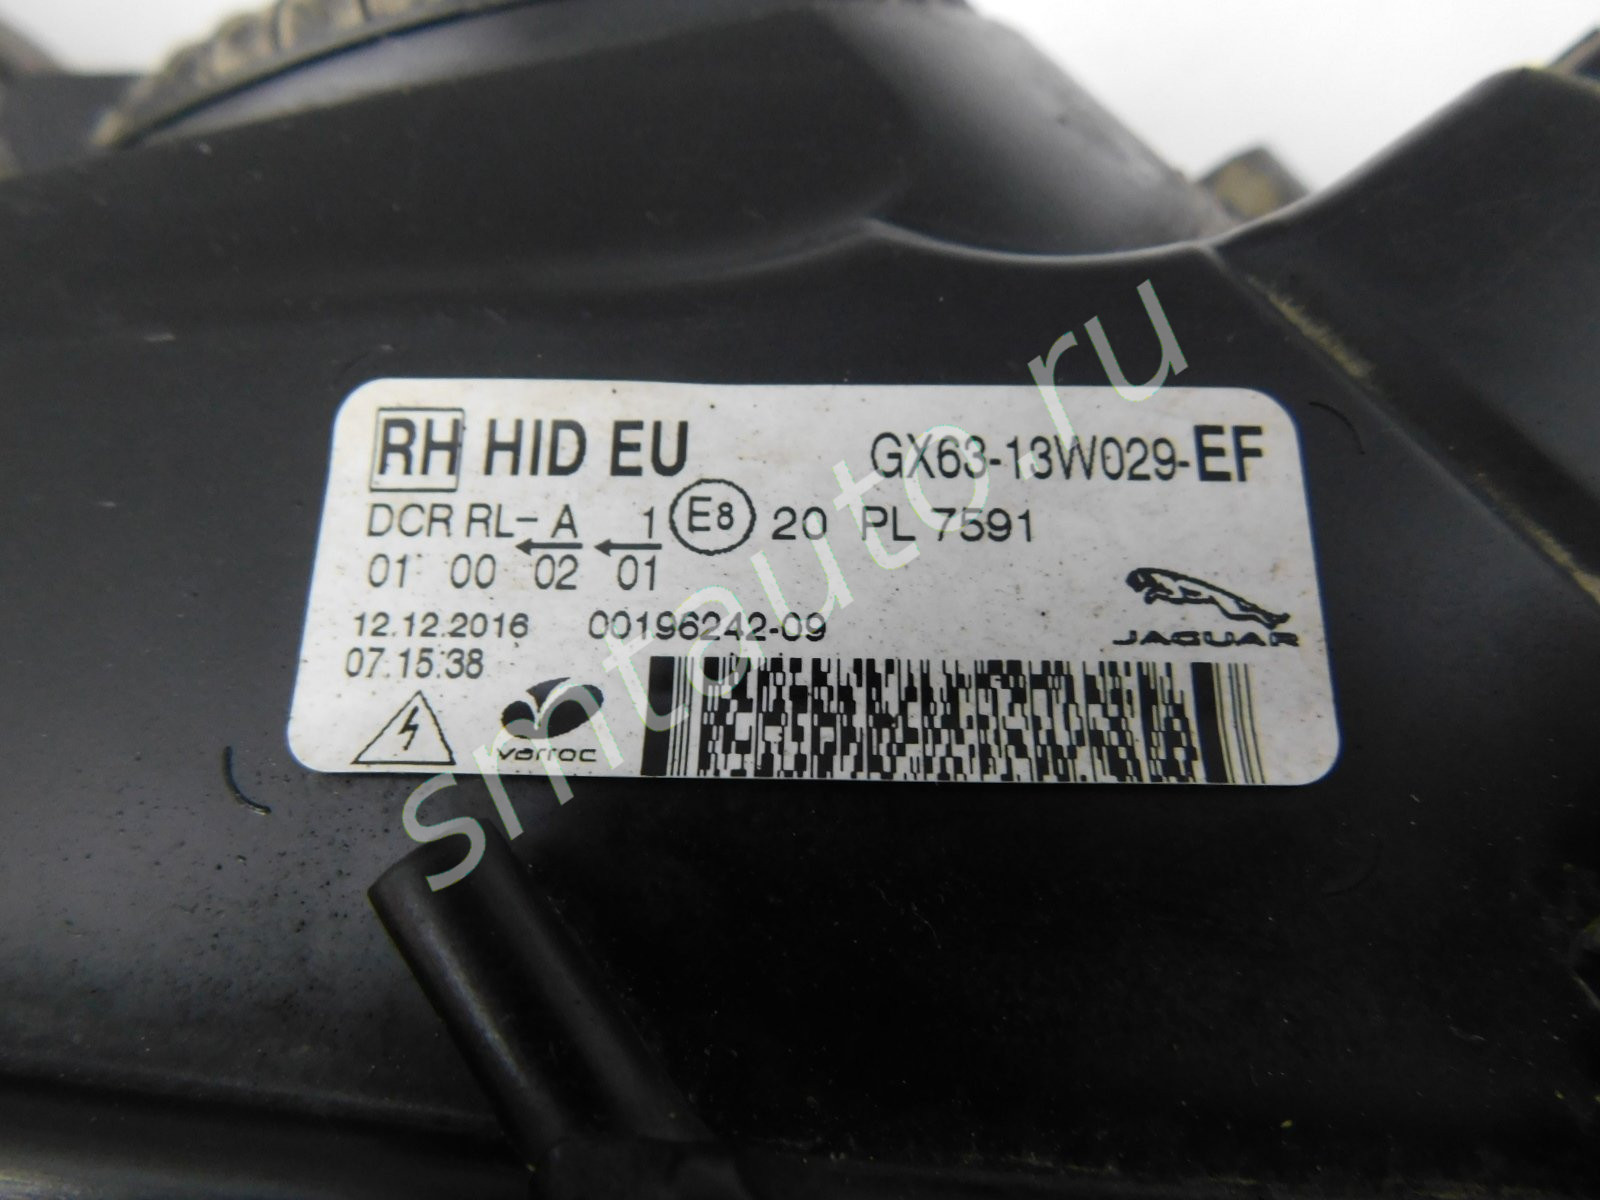 RH HID EU GX63-13W029-EF
DCR RL- A 1 E8 20 PL 7591
01 00 02 01
12.12.2016 00196242-09
07.15.38
JAGUAR
varroc
smtauto.ru